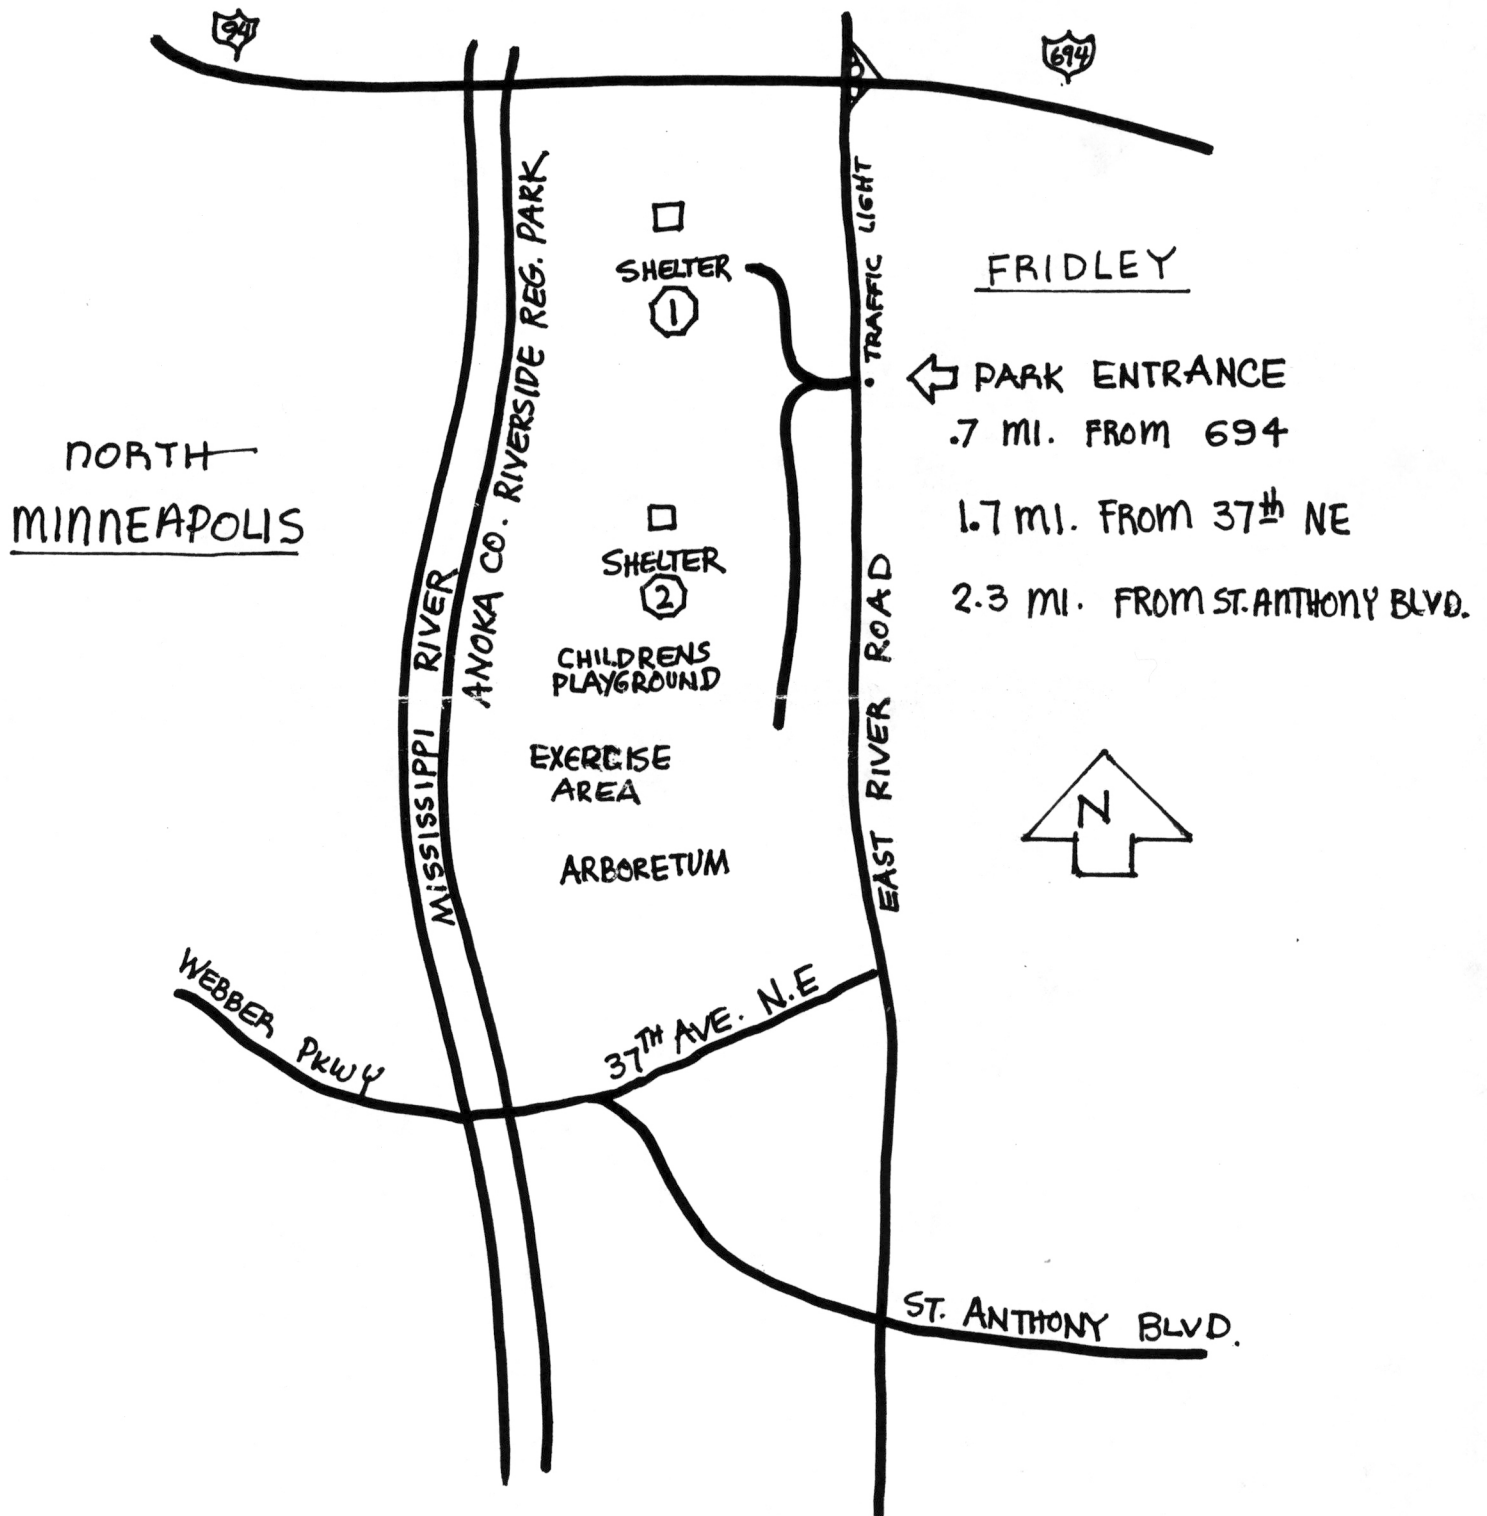 94
694
TRAFFIC LIGHT
FRIDLEY
SHELTER
1
ANOKA CO. RIVERSIDE REG. PARK
PARK ENTRANCE
.7 MI. FROM 694
NORTH
MINNEAPOLIS
1.7 MI. FROM 37th NE
SHELTER
2
2.3 MI. FROM ST. ANTHONY BLVD.
CHILDRENS
PLAYGROUND
MISSISSIPPI RIVER
EAST RIVER ROAD
EXERCISE
AREA
N
ARBORETUM
WEBBER PKWY
37TH AVE. N.E
ST. ANTHONY BLVD.